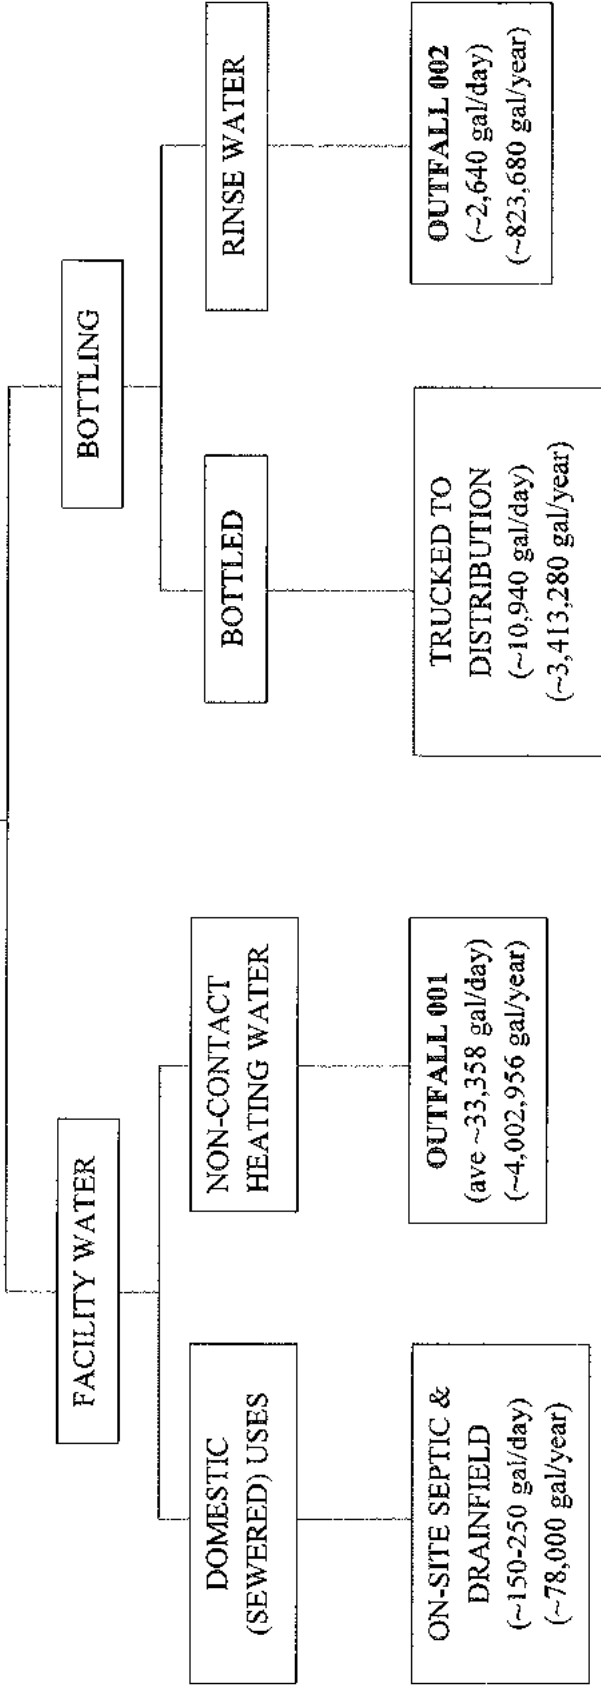 FACILITY WATER
BOTTLING
DOMESTIC
(SEWERED) USES
NON-CONTACT
HEATING WATER
BOTTLED
RINSE WATER
ON-SITE SEPTIC &
DRAINFIELD
(~150-250 gal/day)
(~78,000 gal/year)
OUTFALL 001
(ave ~33,358 gal/day)
(~4,002,956 gal/year)
TRUCKED TO
DISTRIBUTION
(~10,940 gal/day)
(~3,413,280 gal/year)
OUTFALL 002
(~2,640 gal/day)
(~823,680 gal/year)